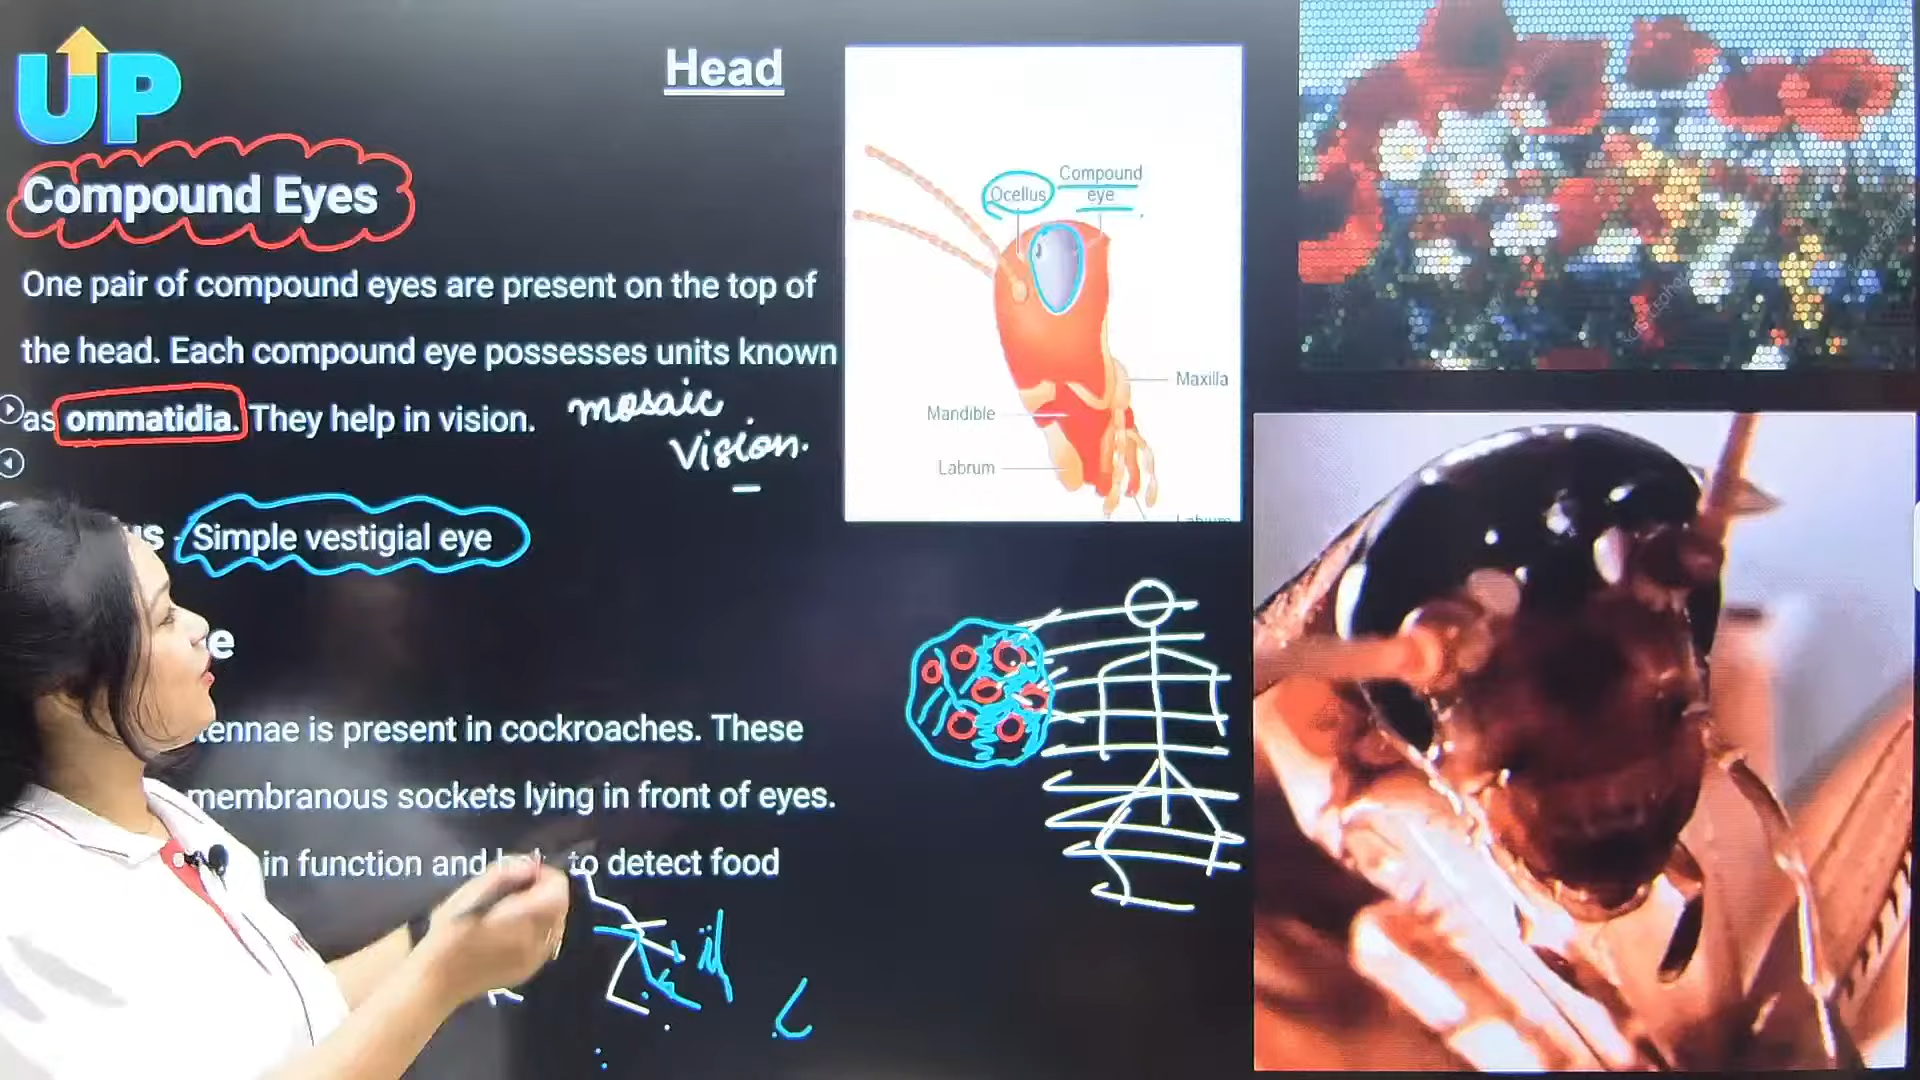 UP
Head
Compound Eyes
One pair of compound eyes are present on the top of
the head. Each compound eye possesses units known
as ommatidia. They help in vision.
mosaic
vision.
- Simple vestigial eye
e
tennae is present in cockroaches. These
membranous sockets lying in front of eyes.
in function and to detect food
Ocellus
Compound
eye
Maxilla
Mandible
Labrum
Labium